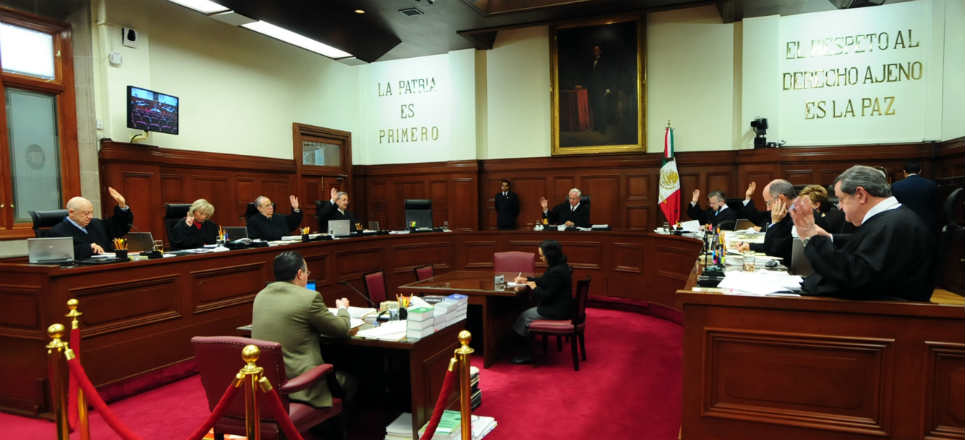 LA PATRIA
ES
PRIMERO
EL RESPETO AL
DERECHO AJENO
ES LA PAZ